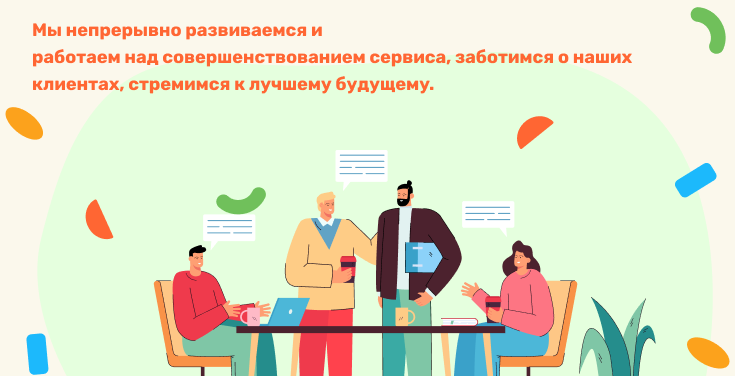 Мы непрерывно развиваемся и
работаем над совершенствованием сервиса, заботимся о наших
клиентах, стремимся к лучшему будущему.